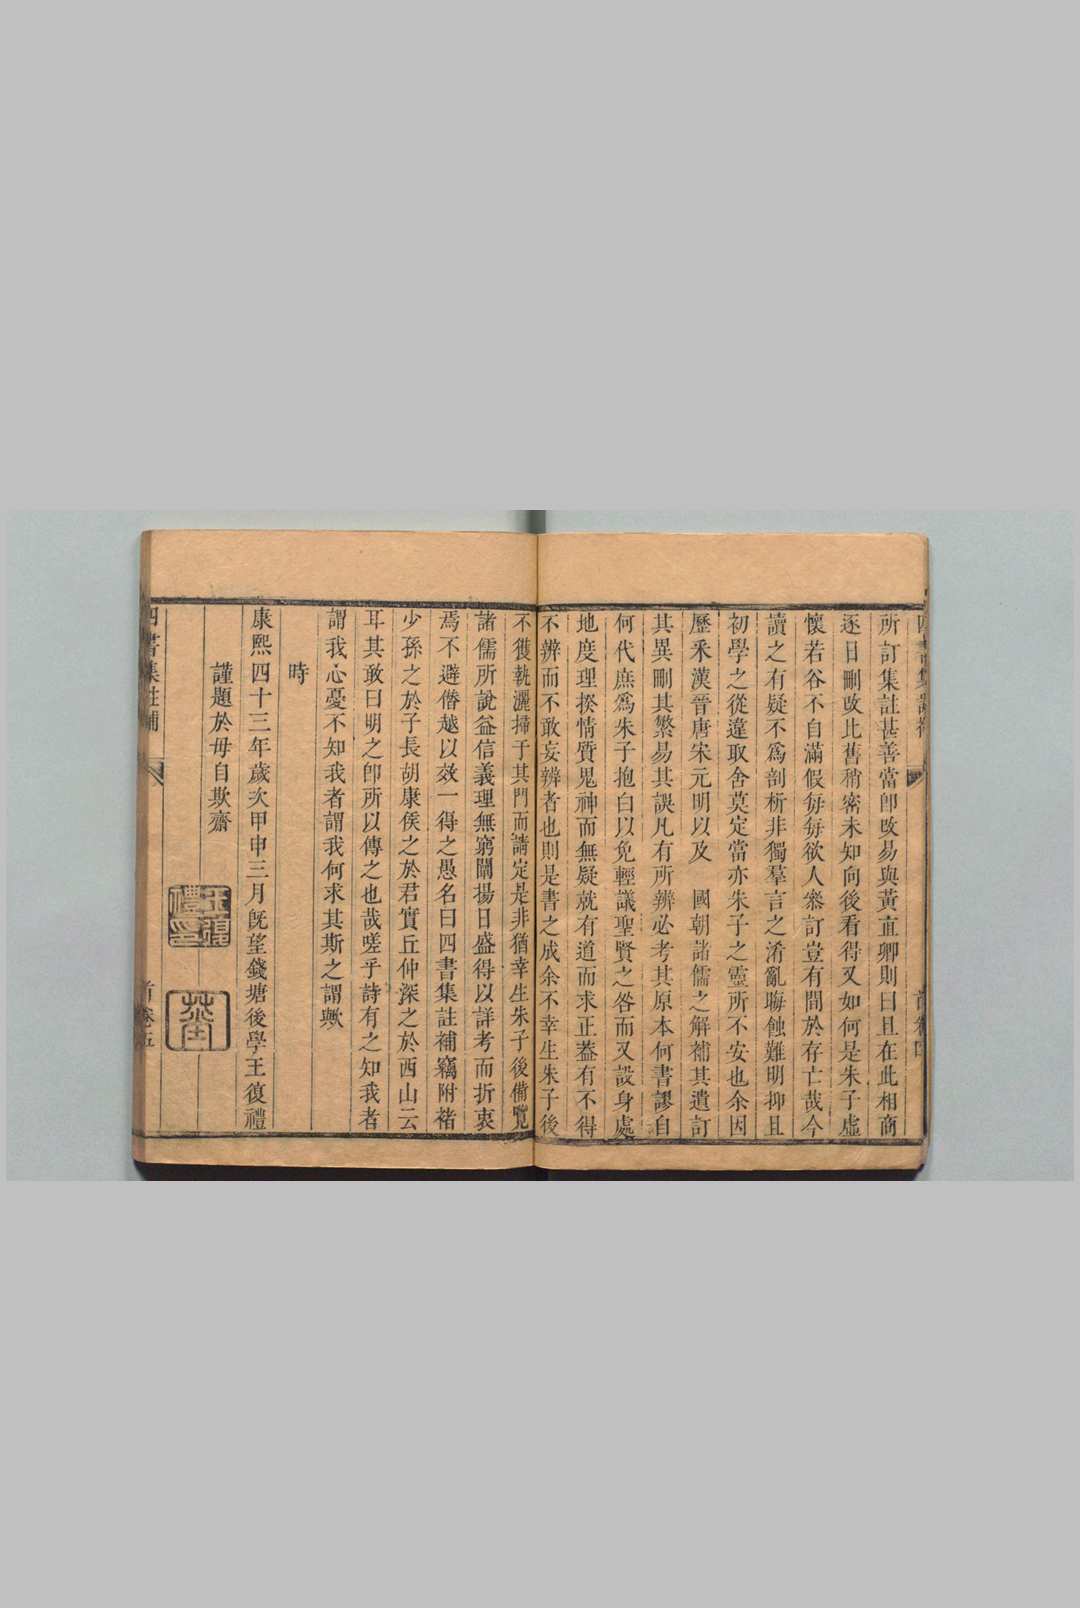 所訂集註甚善當卽改易與黃直卿則曰且在此相商
逐日刪改比舊稍密未知向後看得又如何是朱子虛
懷若谷不自滿假每每欲人叅訂豈有間於存亡哉今
讀之有疑不爲剖析非獨羣言之淆亂晦蝕難明抑且
初學之從違取舍莫定當亦朱子之靈所不安也余因
歷釆漢晉唐宋元明以及　國朝諸儒之解補其遺訂
其異刪其繁易其誤凡有所辨必考其原本何書謬自
何代庶爲朱子抱白以免輕議聖賢之咎而又設身處
地度理揆情質鬼神而無疑就有道而求正葢有不得
不辨而不敢妄辨者也則是書之成余不幸生朱子後
不獲執灑掃于其門而請定是非猶幸生朱子後備覽
諸儒所說益信義理無窮闡揚日盛得以詳考而折衷
焉不避僭越以效一得之愚名曰四書集註補竊附褚
少孫之於子長胡康侯之於君實丘仲深之於西山云
耳其敢曰明之卽所以傳之也哉嗟乎詩有之知我者
謂我心憂不知我者謂我何求其斯之謂歟
時
康熙四十三年歲次甲申三月旣望錢塘後學王復禮
謹題於毋自欺齋
王復禮印
四書集註補
首卷五